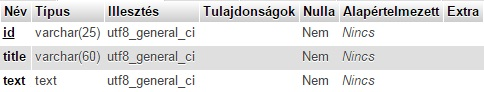 Név Típus Illesztés Tulajdonságok Nulla Alapértelmezett Extra
id varchar(25) utf8_general_ci Nem Nincs
title varchar(60) utf8_general_ci Nem Nincs
text text utf8_general_ci Nem Nincs